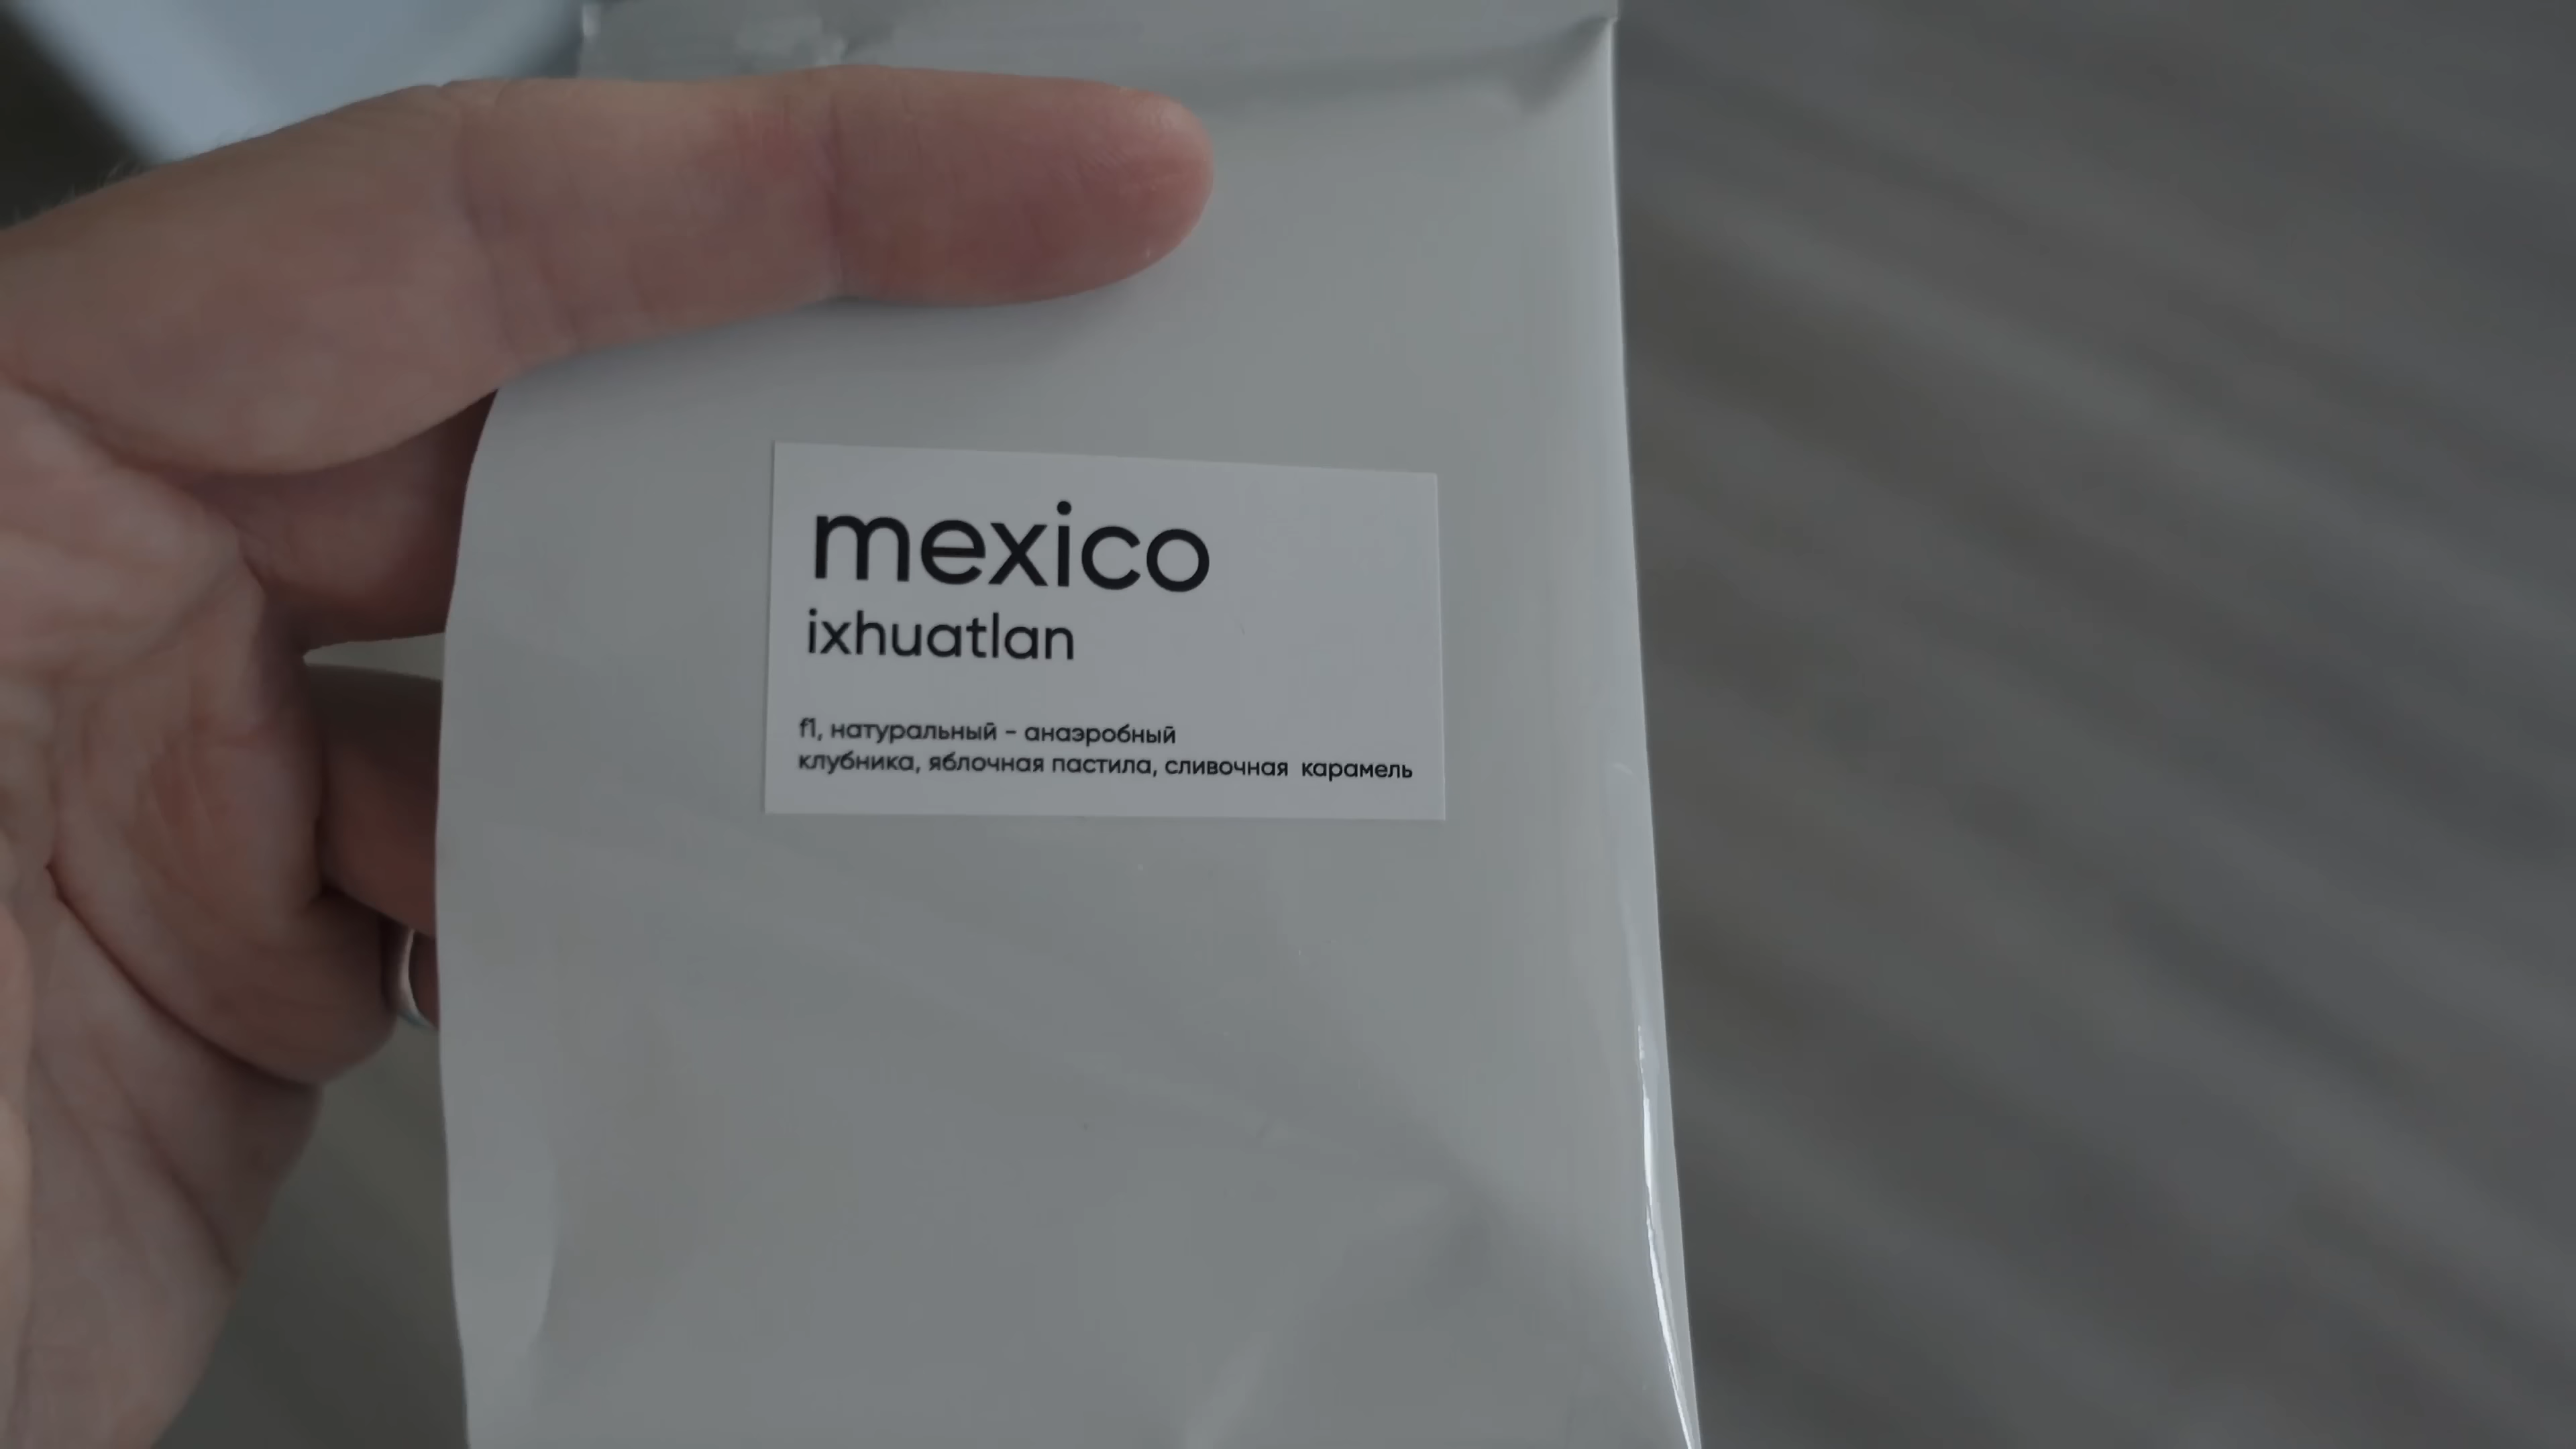 mexico
ixhuatlan
f1, натуральный - анаэробный
клубника, яблочная пастила, сливочная карамель